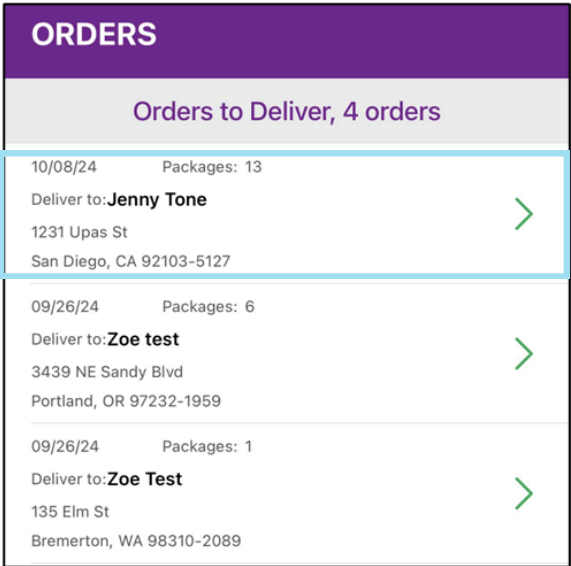 ORDERS
Orders to Deliver, 4 orders
10/08/24 Packages: 13
Deliver to:Jenny Tone
1231 Upas St
San Diego, CA 92103-5127
09/26/24 Packages: 6
Deliver to:Zoe test
3439 NE Sandy Blvd
Portland, OR 97232-1959
09/26/24 Packages: 1
Deliver to:Zoe Test
135 Elm St
Bremerton, WA 98310-2089